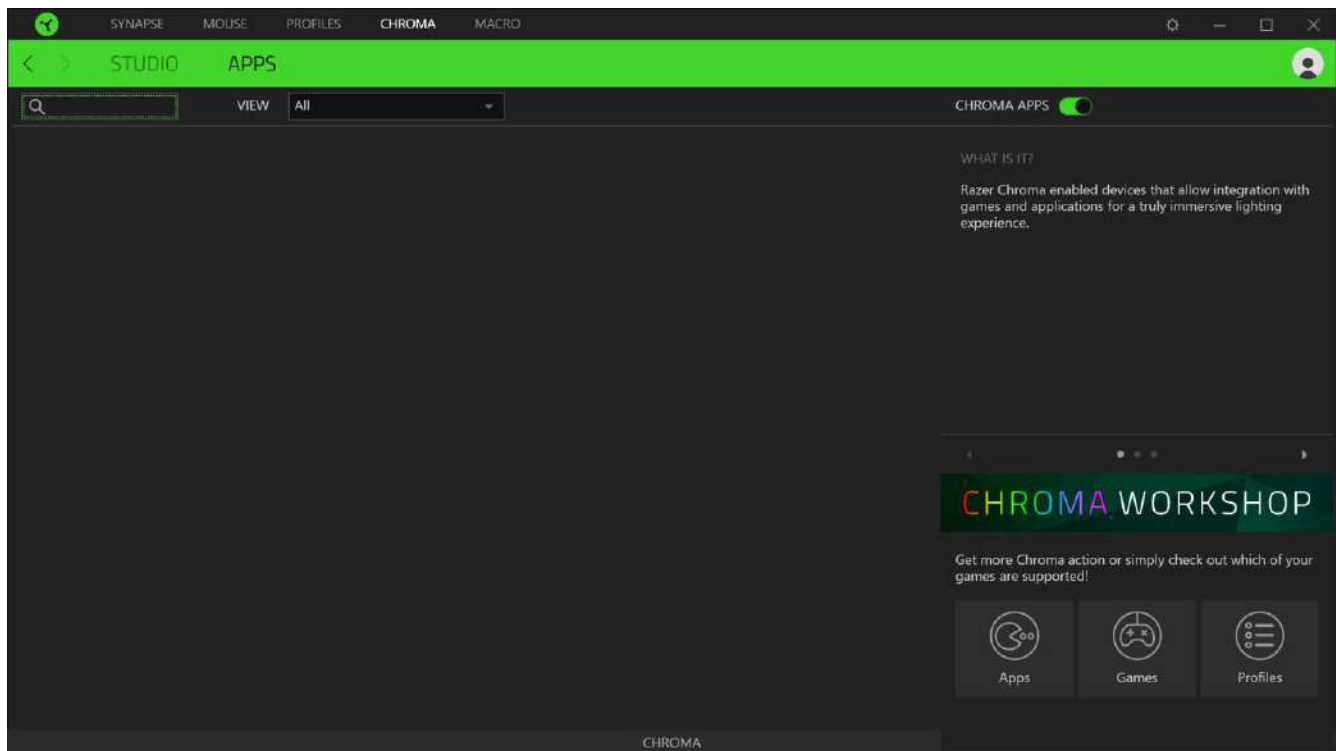 SYNAPSE MOUSE PROFILES CHROMA MACRO
STUDIO APPS
VIEW All CHROMA APPS
WHAT IS IT?
Razer Chroma enabled devices that allow integration with
games and applications for a truly immersive lighting
experience.
CHROMA WORKSHOP
Get more Chroma action or simply check out which of your
games are supported!
Apps Games Profiles
CHROMA